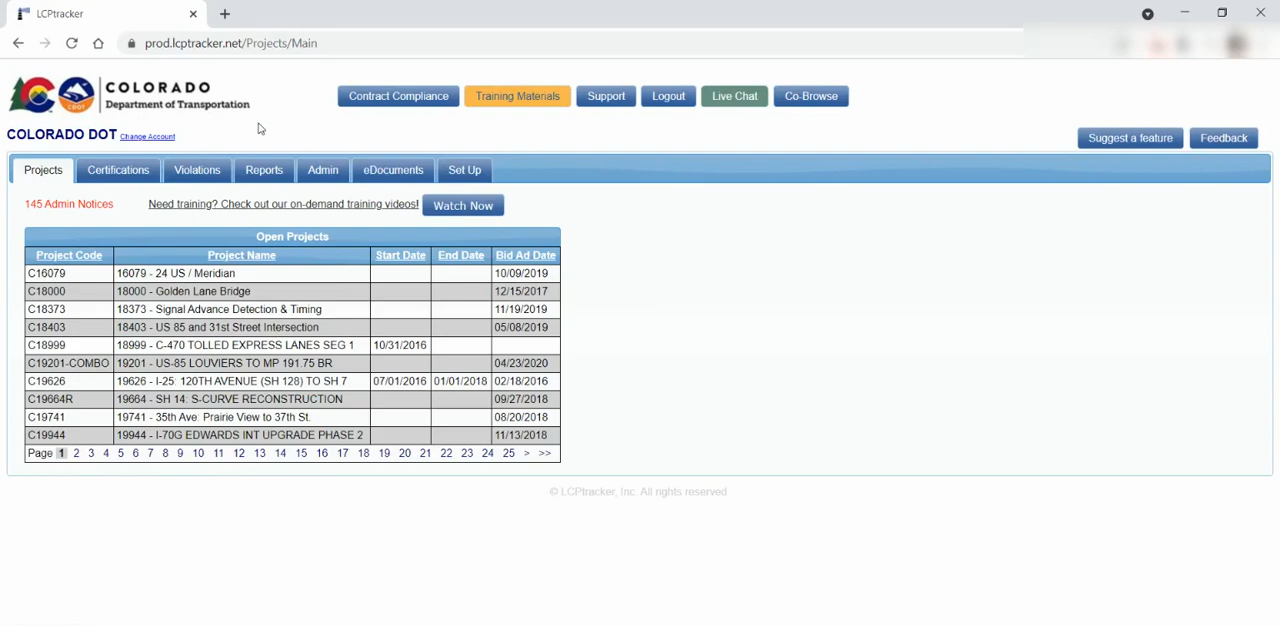 LCPtracker
prod.lcptracker.net/Projects/Main
CDOT
COLORADO
Department of Transportation
Contract Compliance Training Materials Support Logout Live Chat Co-Browse
COLORADO DOT Change Account
Suggest a feature Feedback
Projects Certifications Violations Reports Admin eDocuments Set Up
145 Admin Notices Need training? Check out our on-demand training videos! Watch Now
Open Projects
Project Code Project Name Start Date End Date Bid Ad Date
C16079 16079 - 24 US / Meridian 10/09/2019
C18000 18000 - Golden Lane Bridge 12/15/2017
C18373 18373 - Signal Advance Detection & Timing 11/19/2019
C18403 18403 - US 85 and 31st Street Intersection 05/08/2019
C18999 18999 - C-470 TOLLED EXPRESS LANES SEG 1 10/31/2016
C19201-COMBO 19201 - US-85 LOUVIERS TO MP 191.75 BR 04/23/2020
C19626 19626 - I-25: 120TH AVENUE (SH 128) TO SH 7 07/01/2016 01/01/2018 02/18/2016
C19664R 19664 - SH 14: S-CURVE RECONSTRUCTION 09/27/2018
C19741 19741 - 35th Ave: Prairie View to 37th St. 08/20/2018
C19944 19944 - I-70G EDWARDS INT UPGRADE PHASE 2 11/13/2018
Page 1 2 3 4 5 6 7 8 9 10 11 12 13 14 15 16 17 18 19 20 21 22 23 24 25 > >>
© LCPtracker, Inc. All rights reserved